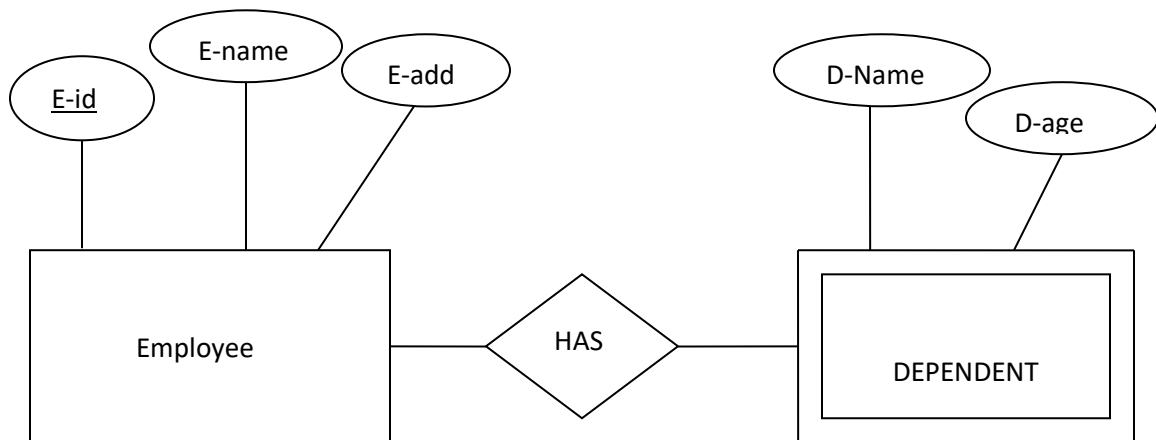 E-name
E-add
E-id
D-Name
D-age
Employee
HAS
DEPENDENT